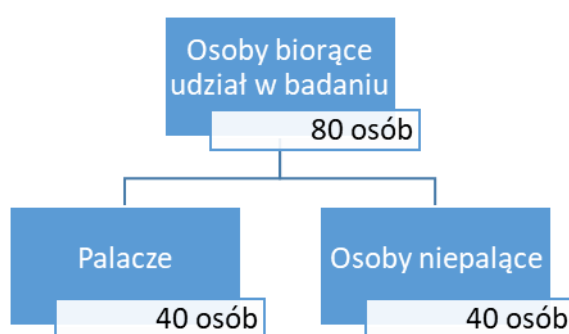 Osoby biorące
udział w badaniu
80 osób
Palacze
Osoby niepalące
40 osób
40 osób